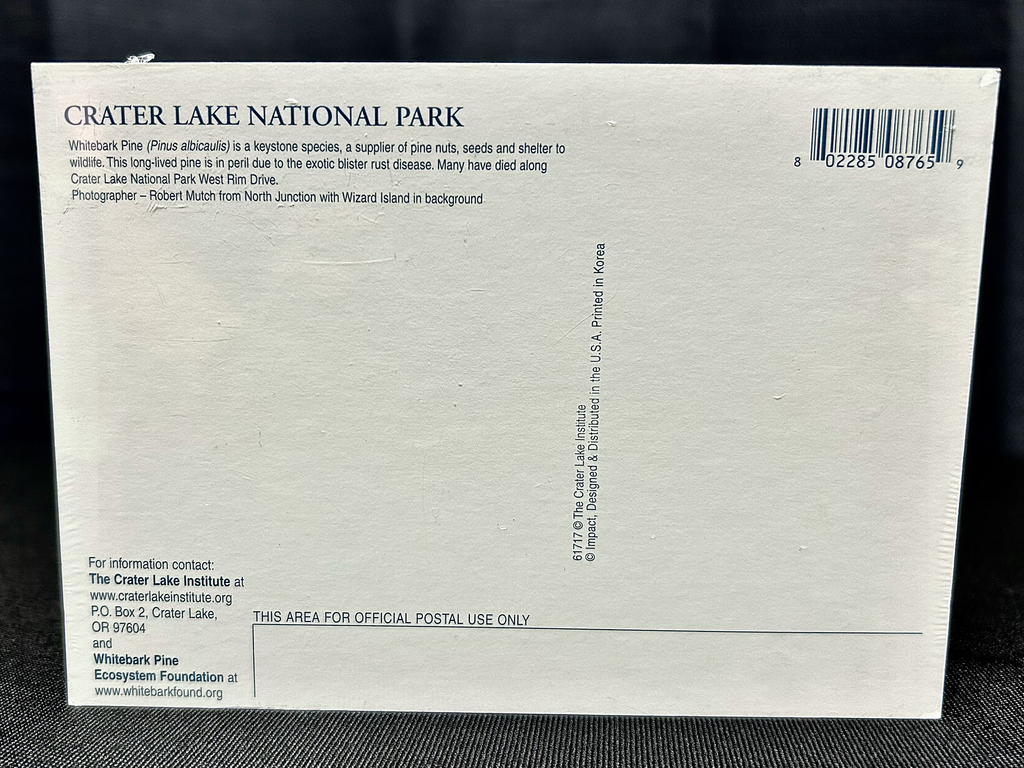 CRATER LAKE NATIONAL PARK
Whitebark Pine (Pinus albicaulis) is a keystone species, a supplier of pine nuts, seeds and shelter to
wildlife. This long-lived pine is in peril due to the exotic blister rust disease. Many have died along
Crater Lake National Park West Rim Drive.
Photographer – Robert Mutch from North Junction with Wizard Island in background
8 02285 08765 9
61717 © The Crater Lake Institute
© Impact, Designed & Distributed in the U.S.A. Printed in Korea
For information contact:
The Crater Lake Institute at
www.craterlakeinstitute.org
P.O. Box 2, Crater Lake,
OR 97604
and
Whitebark Pine
Ecosystem Foundation at
www.whitebarkfound.org
THIS AREA FOR OFFICIAL POSTAL USE ONLY